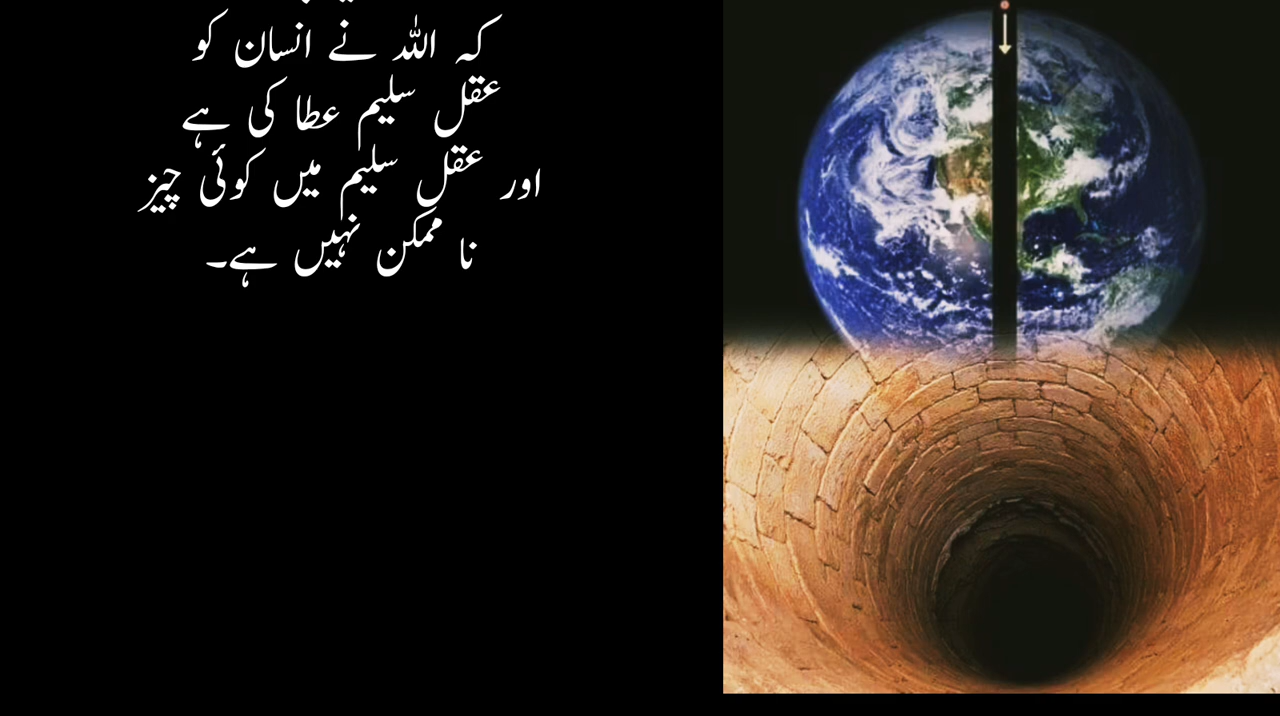 کہ اللہ نے انسان کو
عقل سلیم عطا کی ہے
اور عقل سلیم میں کوئی چیز
نا ممکن نہیں ہے۔